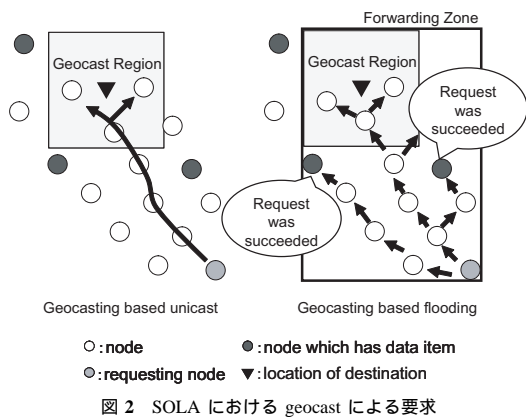 Forwarding Zone
Geocast Region
Geocast Region
Request
was
succeeded
Request
was
succeeded
Geocasting based unicast
Geocasting based flooding
:node
:node which has data item
:requesting node
:location of destination
図 2 SOLA における geocast による要求